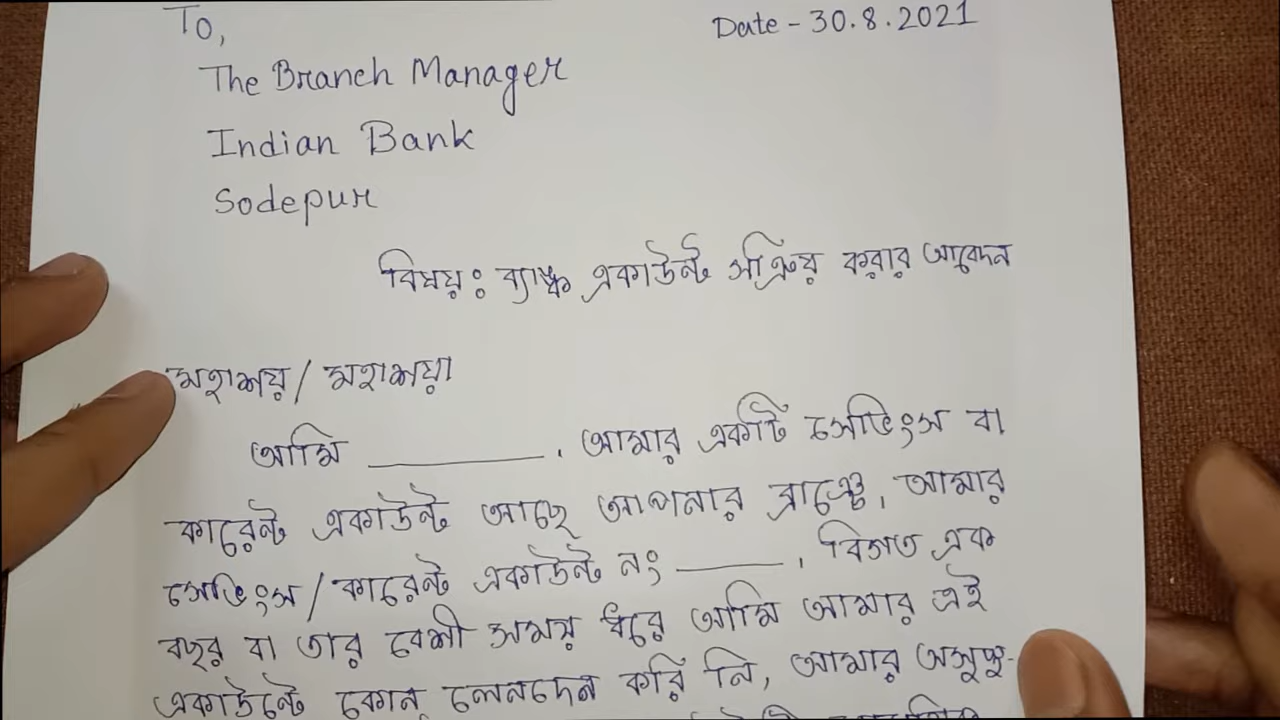 To,
Date - 30.8.2021
The Branch Manager
Indian Bank
Sodepur
বিষয়ঃ ব্যাঙ্ক একাউন্ট সক্রিয় করার আবেদন
মহাশয়/ মহাশয়া
আমি ________. আমার একটি সেভিংস বা
কারেন্ট একাউন্ট আছে আপনার ব্রাঞ্চে, আমার
সেভিংস/কারেন্ট একাউন্ট নং _____. বিগত এক
বছর বা তার বেশী সময় ধরে আমি আমার এই
একাউন্টে কোন লেনদেন করি নি, আমার অসুস্থ-